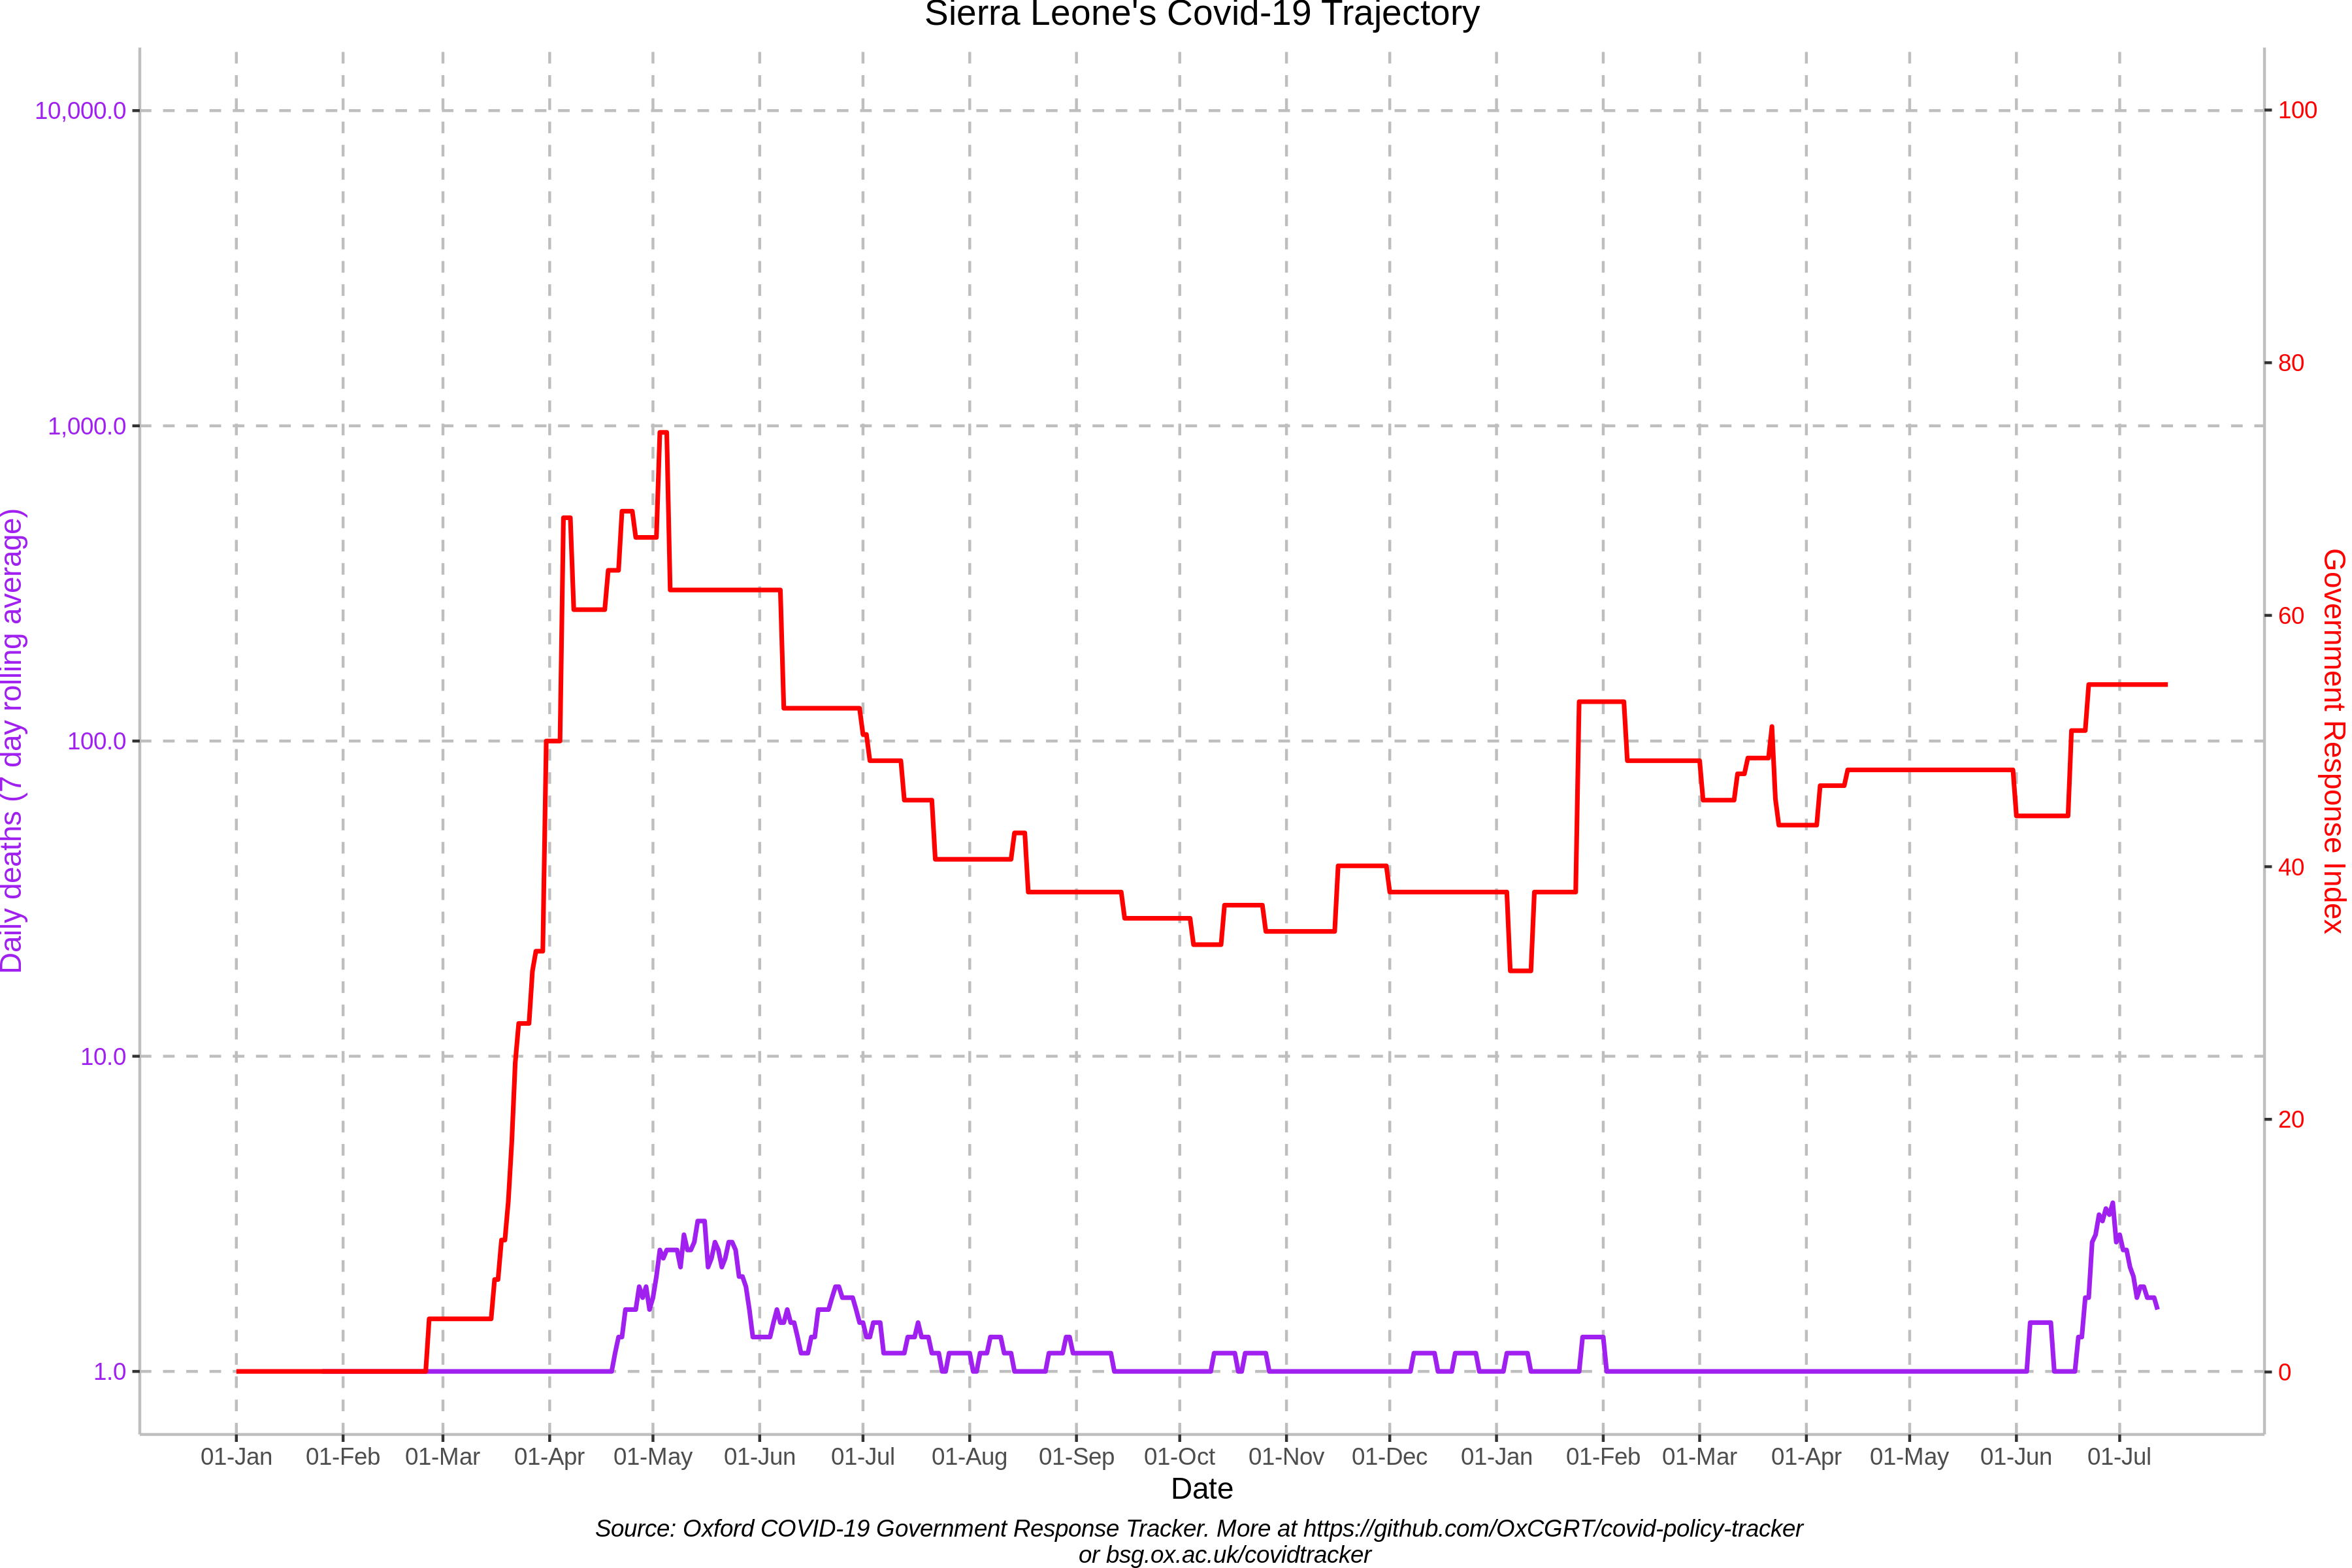 Sierra Leone's Covid-19 Trajectory
10,000.0
1,000.0
100.0
10.0
1.0
Daily deaths (7 day rolling average)
100
80
60
40
20
0
Government Response Index
01-Jan 01-Feb 01-Mar 01-Apr 01-May 01-Jun 01-Jul 01-Aug 01-Sep 01-Oct 01-Nov 01-Dec 01-Jan 01-Feb 01-Mar 01-Apr 01-May 01-Jun 01-Jul
Date
Source: Oxford COVID-19 Government Response Tracker. More at https://github.com/OxCGRT/covid-policy-tracker
or bsg.ox.ac.uk/covidtracker